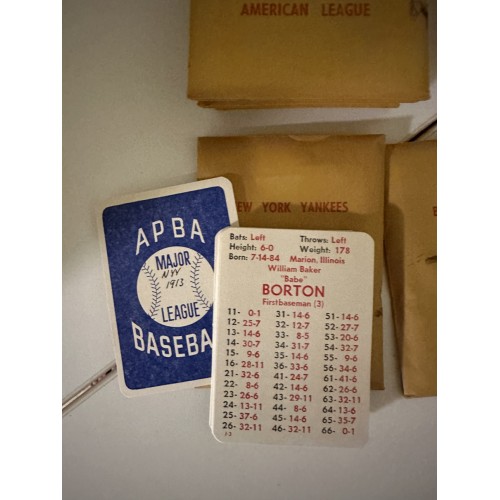 AMERICAN LEAGUE
EW YORK YANKEES
APBA
MAJOR
NYY
1913
LEAGUE
BASEBA
Bats: Left Throws: Left
Height: 6-0 Weight: 178
Born: 7-14-84 Marion, Illinois
William Baker
"Babe"
BORTON
Firstbaseman (3)
11- 0-1 31- 14-6 51- 14-6
12- 25-7 32- 12-7 52- 27-7
13- 14-6 33- 8-5 53- 20-6
14- 30-7 34- 31-7 54- 32-7
15- 9-6 35- 14-6 55- 9-6
16- 28-11 36- 33-6 56- 34-6
21- 32-6 41- 24-7 61- 41-6
22- 8-6 42- 14-6 62- 26-6
23- 26-6 43- 29-11 63- 32-11
24- 13-11 44- 8-6 64- 13-6
25- 37-6 45- 14-6 65- 35-7
26- 32-11 46- 32-11 66- 0-1